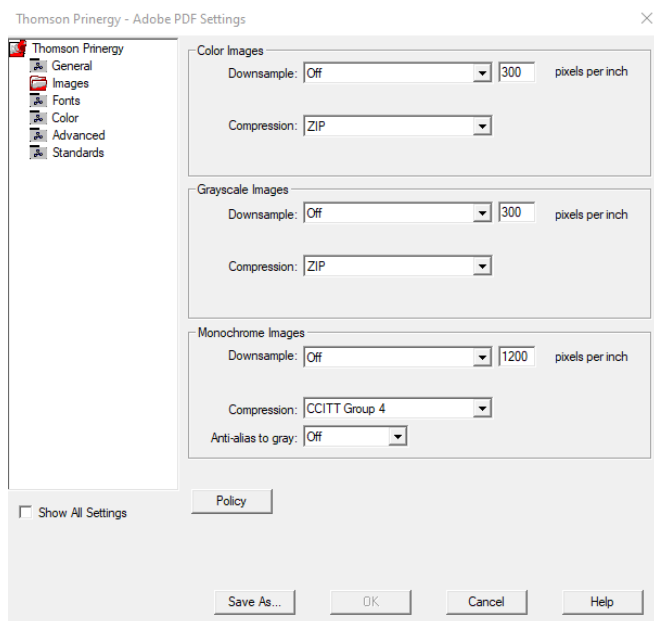 Thomson Prinergy - Adobe PDF Settings
Thomson Prinergy
General
Images
Fonts
Color
Advanced
Standards
Show All Settings
Color Images
Downsample: Off 300 pixels per inch
Compression: ZIP
Grayscale Images
Downsample: Off 300 pixels per inch
Compression: ZIP
Monochrome Images
Downsample: Off 1200 pixels per inch
Compression: CCITT Group 4
Anti-alias to gray: Off
Policy
Save As... OK Cancel Help